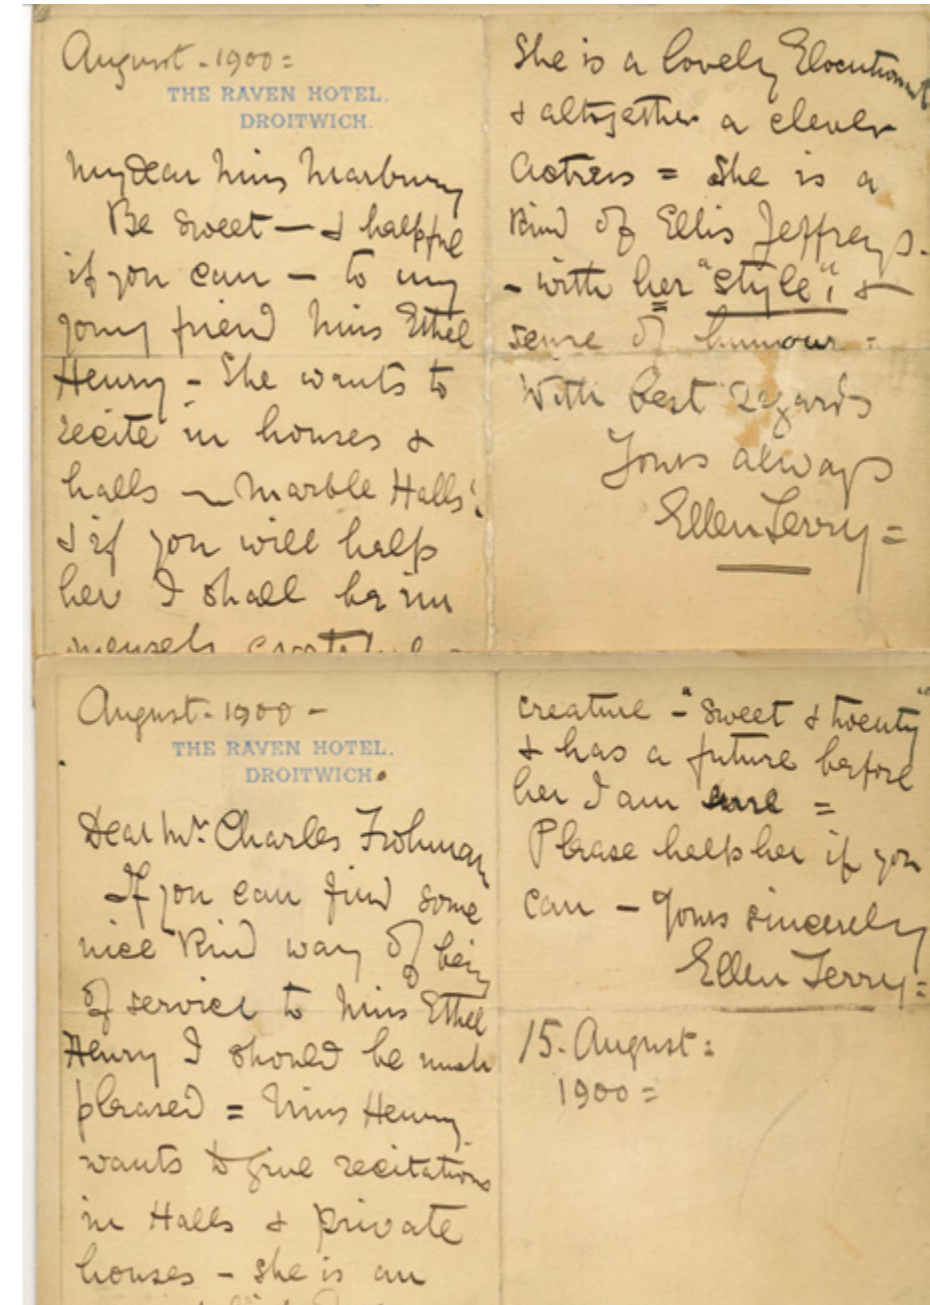 August - 1900 =
THE RAVEN HOTEL.
DROITWICH.
My dear Miss Marbury
Be sweet — & helpful
if you can — to my
young friend Miss Ethel
Henry - She wants to
recite in houses &
halls ~ Marble Halls!
& if you will help
her I shall be im
mensely grateful =
She is a lovely Elocutionist
& altogether a clever
Actress = She is a
kind of Ellis Jeffreys.
- with her "style", &
sense of humour =
With best regards
Yours always
Ellen Terry =
August - 1900 -
THE RAVEN HOTEL.
DROITWICH.
Dear Mr. Charles Frohman
If you can find some
nice kind way of being
of service to Miss Ethel
Henry I should be much
pleased = Miss Henry
wants to give recitations
in Halls & private
houses - She is an
creature - "sweet & twenty"
& has a future before
her I am sure =
Please help her if you
can - Yours sincerely
Ellen Terry =
15. August =
1900 =